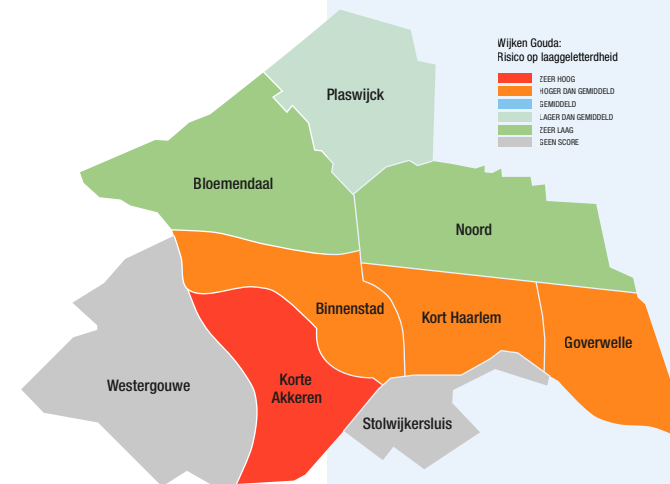 Wijken Gouda:
Risico op laaggeletterdheid
ZEER HOOG
HOGER DAN GEMIDDELD
GEMIDDELD
LAGER DAN GEMIDDELD
ZEER LAAG
GEEN SCORE
Plaswijck
Bloemendaal
Noord
Binnenstad
Kort Haarlem
Goverwelle
Westergouwe
Korte
Akkeren
Stolwijkersluis